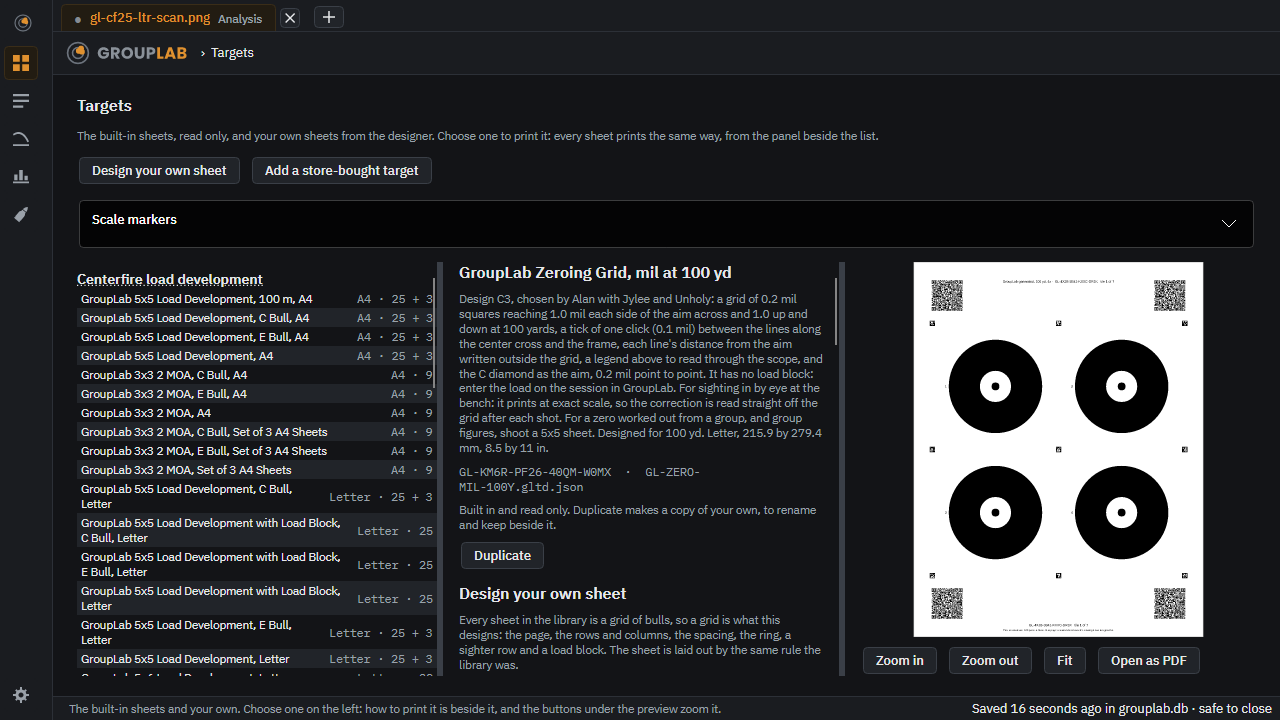 gl-cf25-ltr-scan.png Analysis
GROUPLAB › Targets
Targets
The built-in sheets, read only, and your own sheets from the designer. Choose one to print it: every sheet prints the same way, from the panel beside the list.
Design your own sheet
Add a store-bought target
Scale markers
Centerfire load development
GroupLab 5x5 Load Development, 100 m, A4 A4 · 25 + 3
GroupLab 5x5 Load Development, C Bull, A4 A4 · 25 + 3
GroupLab 5x5 Load Development, E Bull, A4 A4 · 25 + 3
GroupLab 5x5 Load Development, A4 A4 · 25 + 3
GroupLab 3x3 2 MOA, C Bull, A4 A4 · 9
GroupLab 3x3 2 MOA, E Bull, A4 A4 · 9
GroupLab 3x3 2 MOA, A4 A4 · 9
GroupLab 3x3 2 MOA, C Bull, Set of 3 A4 Sheets A4 · 9
GroupLab 3x3 2 MOA, E Bull, Set of 3 A4 Sheets A4 · 9
GroupLab 3x3 2 MOA, Set of 3 A4 Sheets A4 · 9
GroupLab 5x5 Load Development, C Bull,
Letter Letter · 25 + 3
GroupLab 5x5 Load Development with Load Block,
C Bull, Letter Letter · 25
GroupLab 5x5 Load Development with Load Block,
E Bull, Letter Letter · 25
GroupLab 5x5 Load Development with Load Block,
Letter Letter · 25
GroupLab 5x5 Load Development, E Bull,
Letter Letter · 25 + 3
GroupLab 5x5 Load Development, Letter Letter · 25 + 3
GroupLab Zeroing Grid, mil at 100 yd
Design C3, chosen by Alan with Jylee and Unholy: a grid of 0.2 mil
squares reaching 1.0 mil each side of the aim across and 1.0 up and
down at 100 yards, a tick of one click (0.1 mil) between the lines along
the center cross and the frame, each line's distance from the aim
written outside the grid, a legend above to read through the scope, and
the C diamond as the aim, 0.2 mil point to point. It has no load block:
enter the load on the session in GroupLab. For sighting in by eye at the
bench: it prints at exact scale, so the correction is read straight off the
grid after each shot. For a zero worked out from a group, and group
figures, shoot a 5x5 sheet. Designed for 100 yd. Letter, 215.9 by 279.4
mm, 8.5 by 11 in.
GL-KM6R-PF26-40QM-W0MX · GL-ZERO-
MIL-100Y.gltd.json
Built in and read only. Duplicate makes a copy of your own, to rename
and keep beside it.
Duplicate
Design your own sheet
Every sheet in the library is a grid of bulls, so a grid is what this
designs: the page, the rows and columns, the spacing, the ring, a
sighter row and a load block. The sheet is laid out by the same rule the
library was.
Zoom in
Zoom out
Fit
Open as PDF
The built-in sheets and your own. Choose one on the left: how to print it is beside it, and the buttons under the preview zoom it.
Saved 16 seconds ago in grouplab.db · safe to close